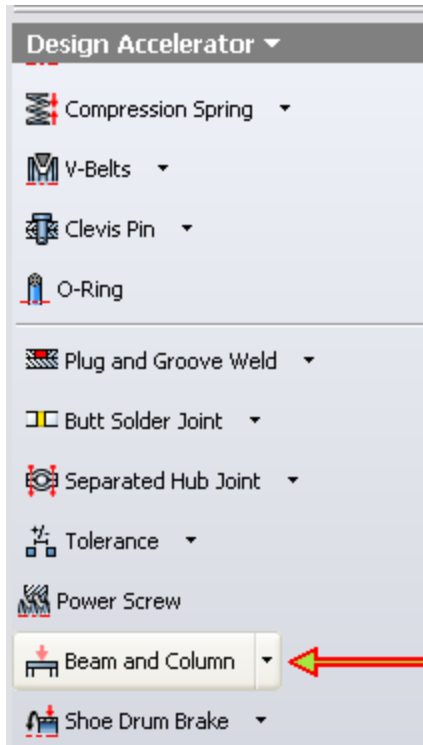 Design Accelerator
Compression Spring
V-Belts
Clevis Pin
O-Ring
Plug and Groove Weld
Butt Solder Joint
Separated Hub Joint
+/-
Tolerance
Power Screw
Beam and Column
Shoe Drum Brake